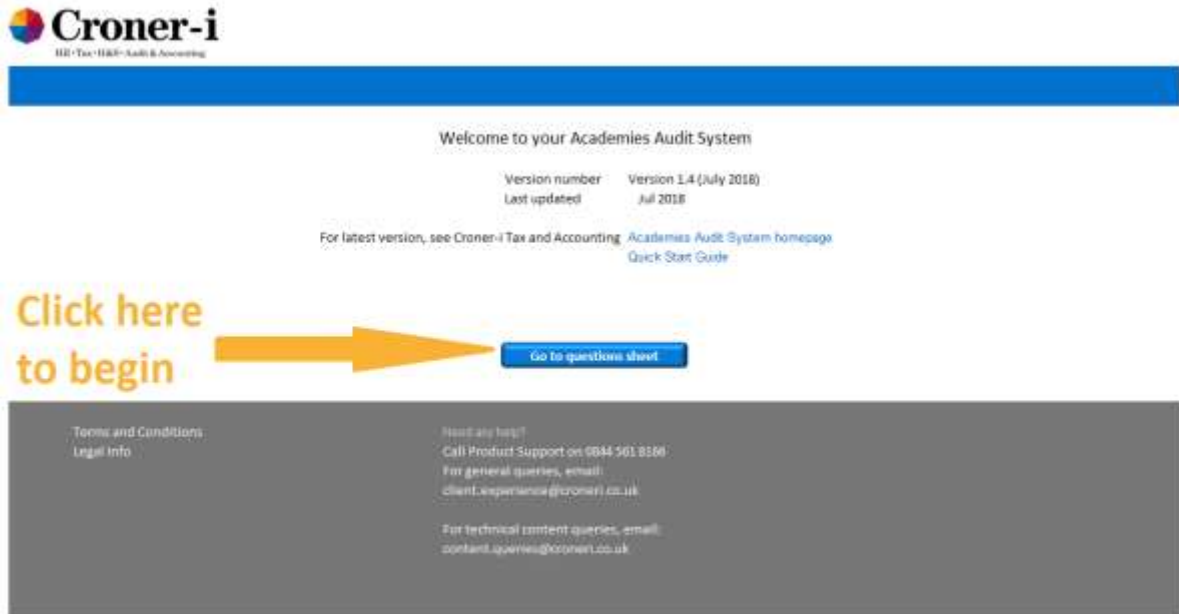 Croner-i
Tax • Audit & Accounting
Welcome to your Academies Audit System
Version number Version 1.4 (July 2018)
Last updated Jul 2018
For latest version, see Croner-i Tax and Accounting Academies Audit System homepage
Quick Start Guide
Click here
to begin
Go to questions sheet
Terms and Conditions
Legal Info
Need any help?
Call Product Support on 0844 561 8166
For general queries, email:
client.experience@croneri.co.uk
For technical content queries, email:
content.queries@croneri.co.uk